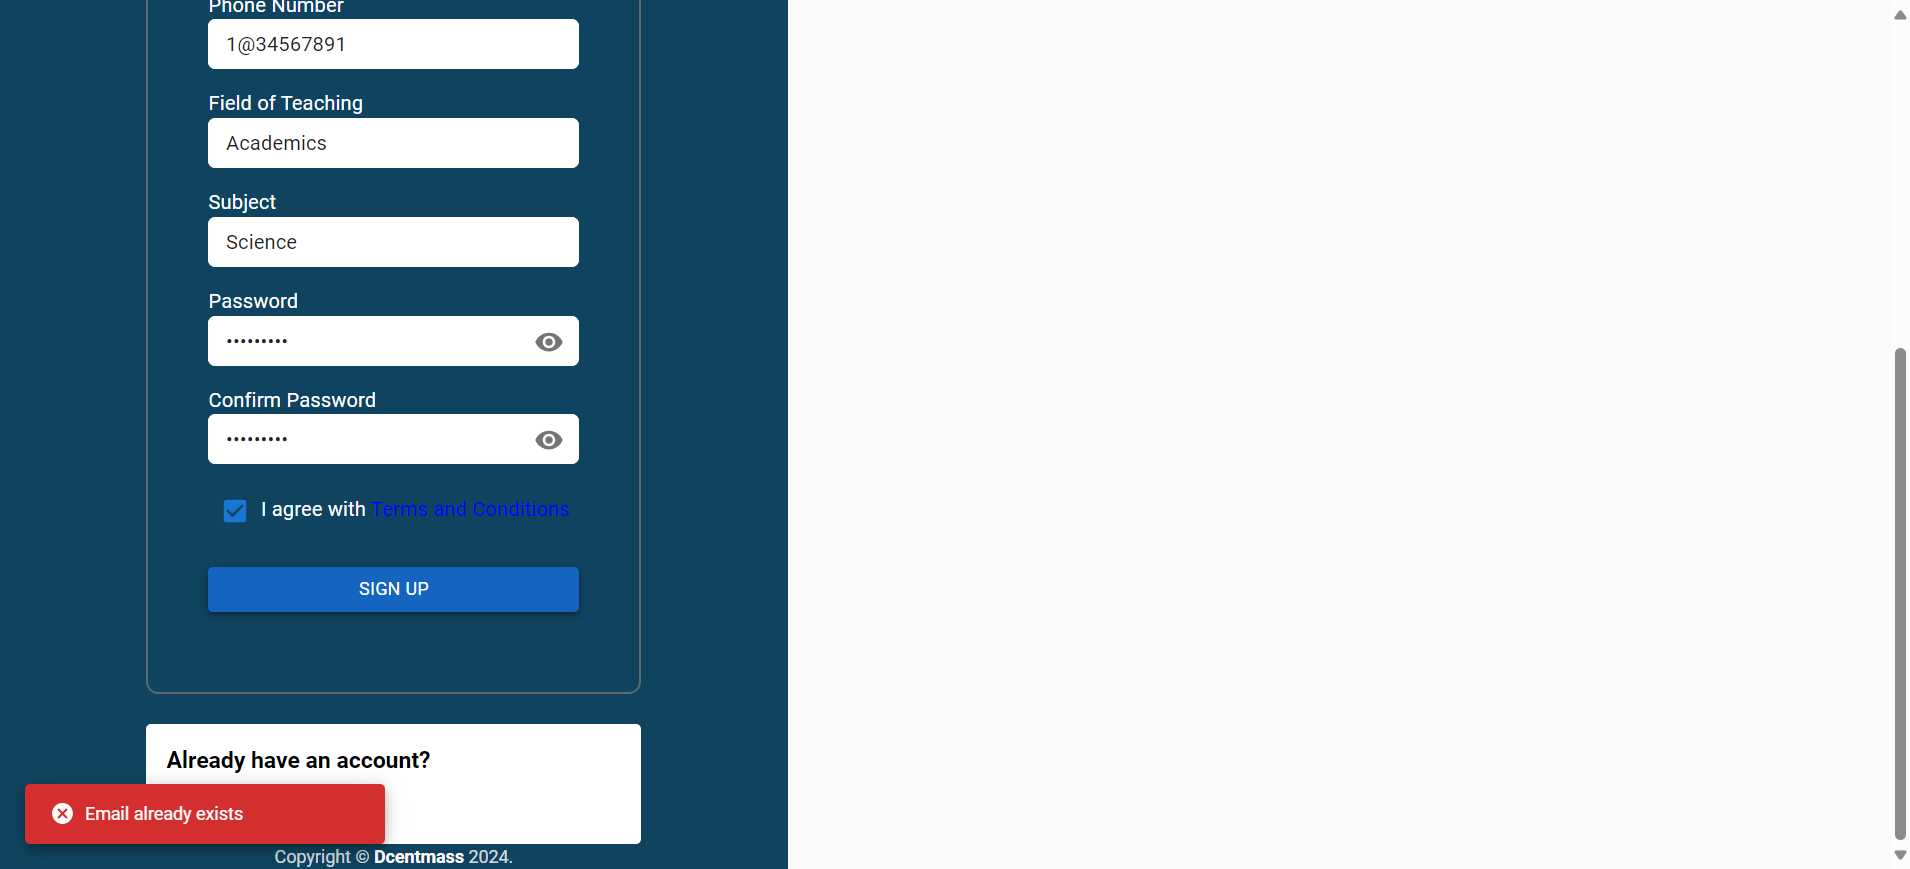 Phone Number
1@34567891
Field of Teaching
Academics
Subject
Science
Password
•••••••••
Confirm Password
•••••••••
I agree with Terms and Conditions
SIGN UP
Already have an account?
Email already exists
Copyright © Dcentmass 2024.